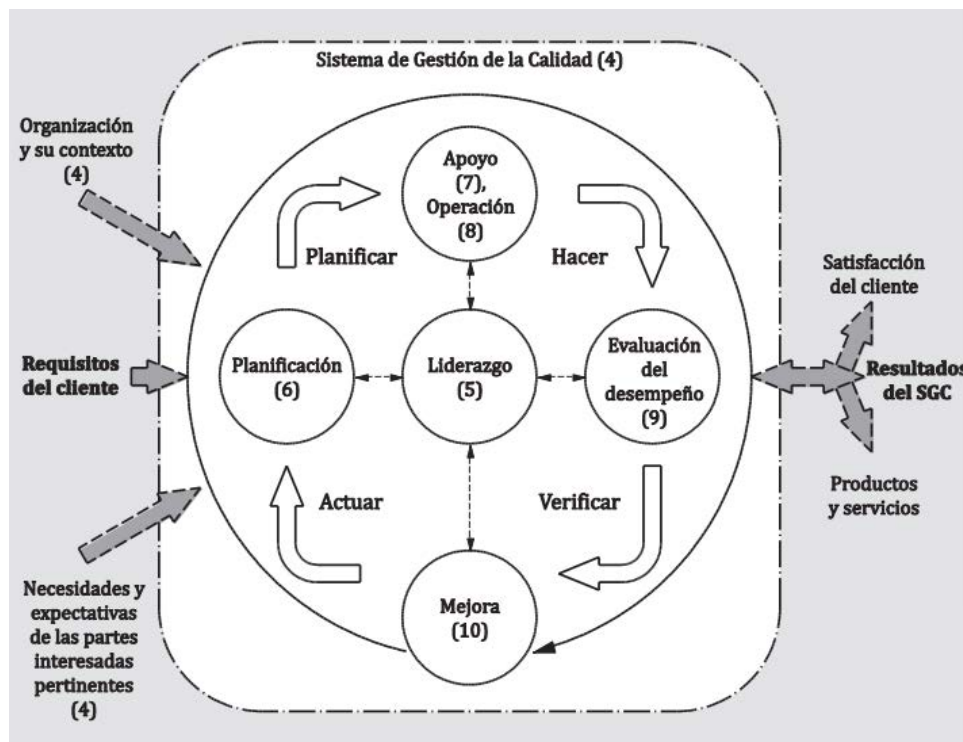 Sistema de Gestión de la Calidad (4)
Organización
y su contexto
(4)
Apoyo
(7),
Operación
(8)
Planificar
Hacer
Satisfacción
del cliente
Requisitos
del cliente
Planificación
(6)
Liderazgo
(5)
Evaluación
del
desempeño
(9)
Resultados
del SGC
Actuar
Verificar
Productos
y servicios
Necesidades y
expectativas
de las partes
interesadas
pertinentes
(4)
Mejora
(10)